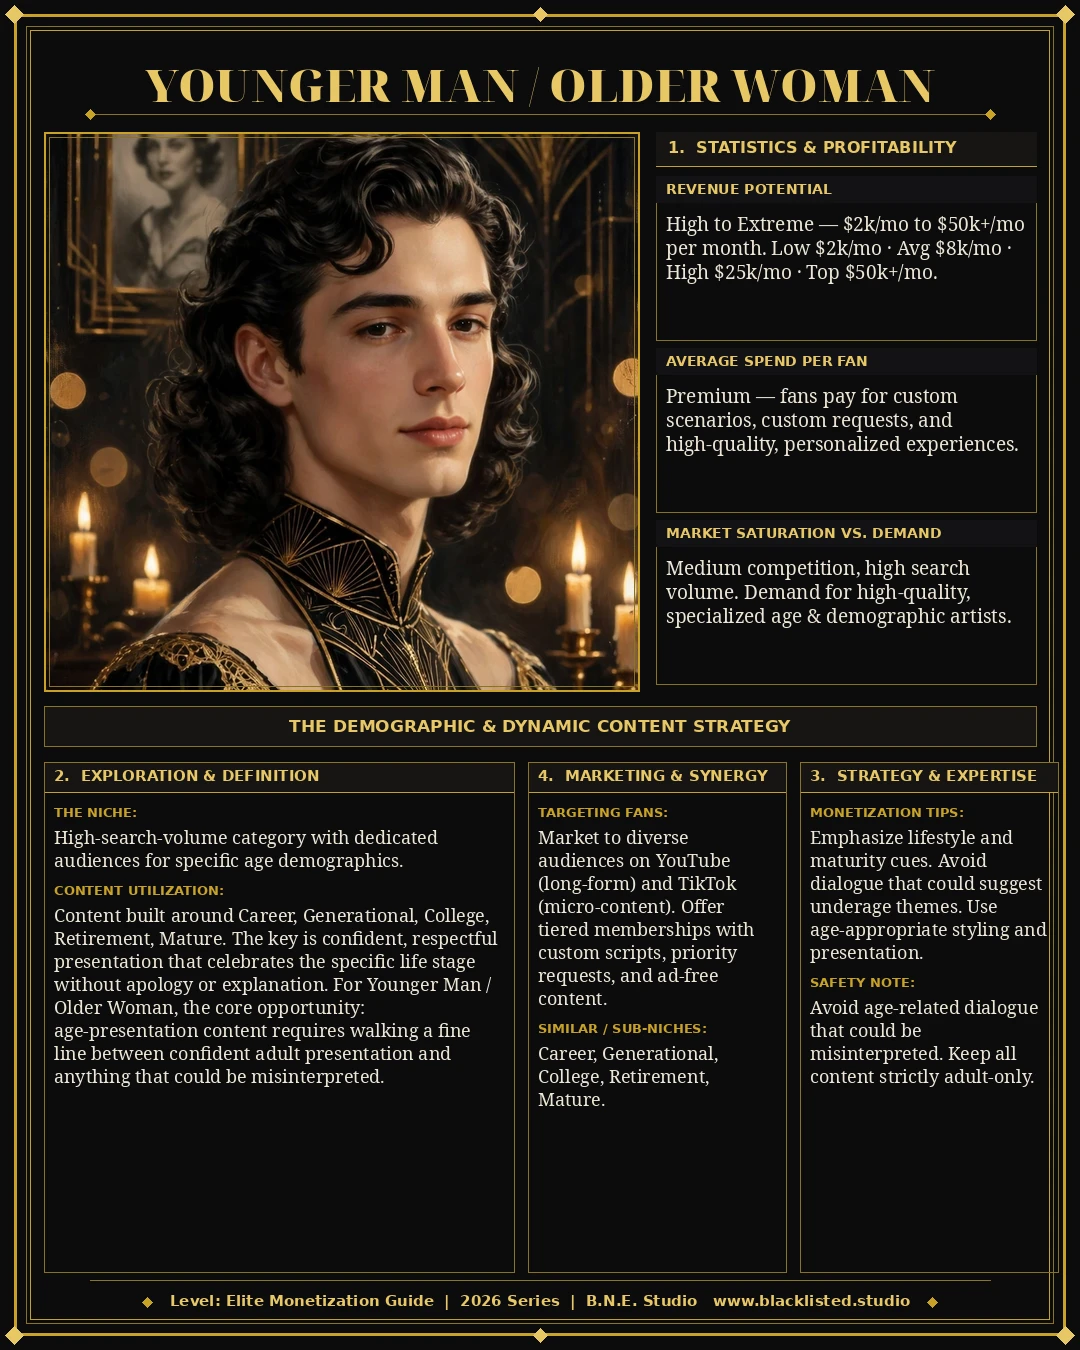 YOUNGER MAN / OLDER WOMAN
1. STATISTICS & PROFITABILITY
REVENUE POTENTIAL
High to Extreme — $2k/mo to $50k+/mo
per month. Low $2k/mo · Avg $8k/mo ·
High $25k/mo · Top $50k+/mo.
AVERAGE SPEND PER FAN
Premium — fans pay for custom
scenarios, custom requests, and
high-quality, personalized experiences.
MARKET SATURATION VS. DEMAND
Medium competition, high search
volume. Demand for high-quality,
specialized age & demographic artists.
THE DEMOGRAPHIC & DYNAMIC CONTENT STRATEGY
2. EXPLORATION & DEFINITION
THE NICHE:
High-search-volume category with dedicated
audiences for specific age demographics.
CONTENT UTILIZATION:
Content built around Career, Generational, College,
Retirement, Mature. The key is confident, respectful
presentation that celebrates the specific life stage
without apology or explanation. For Younger Man /
Older Woman, the core opportunity:
age-presentation content requires walking a fine
line between confident adult presentation and
anything that could be misinterpreted.
4. MARKETING & SYNERGY
TARGETING FANS:
Market to diverse
audiences on YouTube
(long-form) and TikTok
(micro-content). Offer
tiered memberships with
custom scripts, priority
requests, and ad-free
content.
SIMILAR / SUB-NICHES:
Career, Generational,
College, Retirement,
Mature.
3. STRATEGY & EXPERTISE
MONETIZATION TIPS:
Emphasize lifestyle and
maturity cues. Avoid
dialogue that could suggest
underage themes. Use
age-appropriate styling and
presentation.
SAFETY NOTE:
Avoid age-related dialogue
that could be
misinterpreted. Keep all
content strictly adult-only.
Level: Elite Monetization Guide | 2026 Series | B.N.E. Studio www.blacklisted.studio